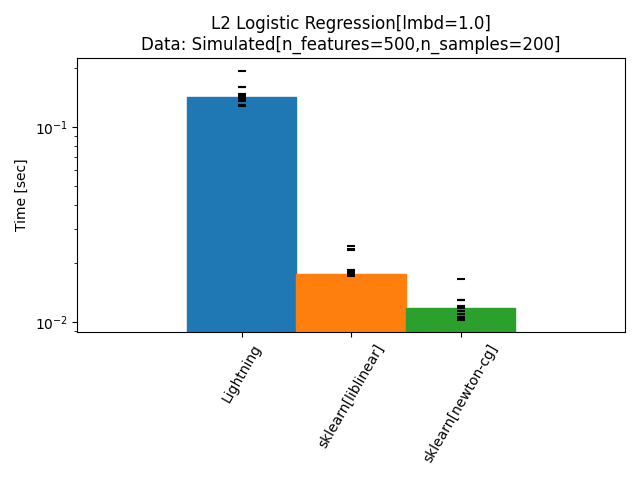 L2 Logistic Regression[lmbd=1.0]
Data: Simulated[n_features=500,n_samples=200]
Time [sec]
10⁻¹
10⁻²
Lightning
sklearn[liblinear]
sklearn[newton-cg]